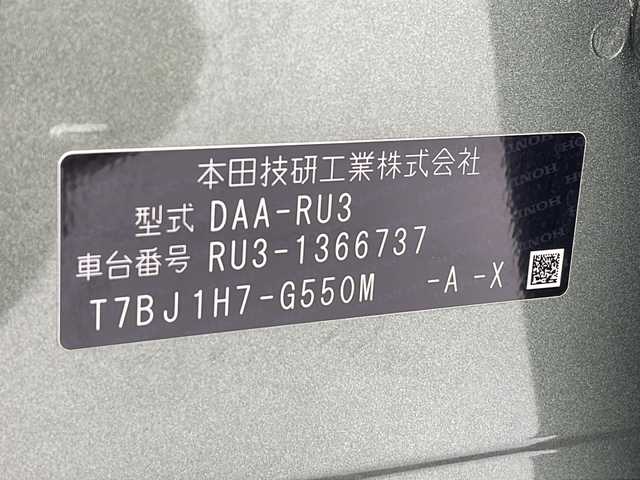 本田技研工業株式会社
型式 DAA-RU3
車台番号 RU3-1366737
T7BJ1H7-G550M -A -X